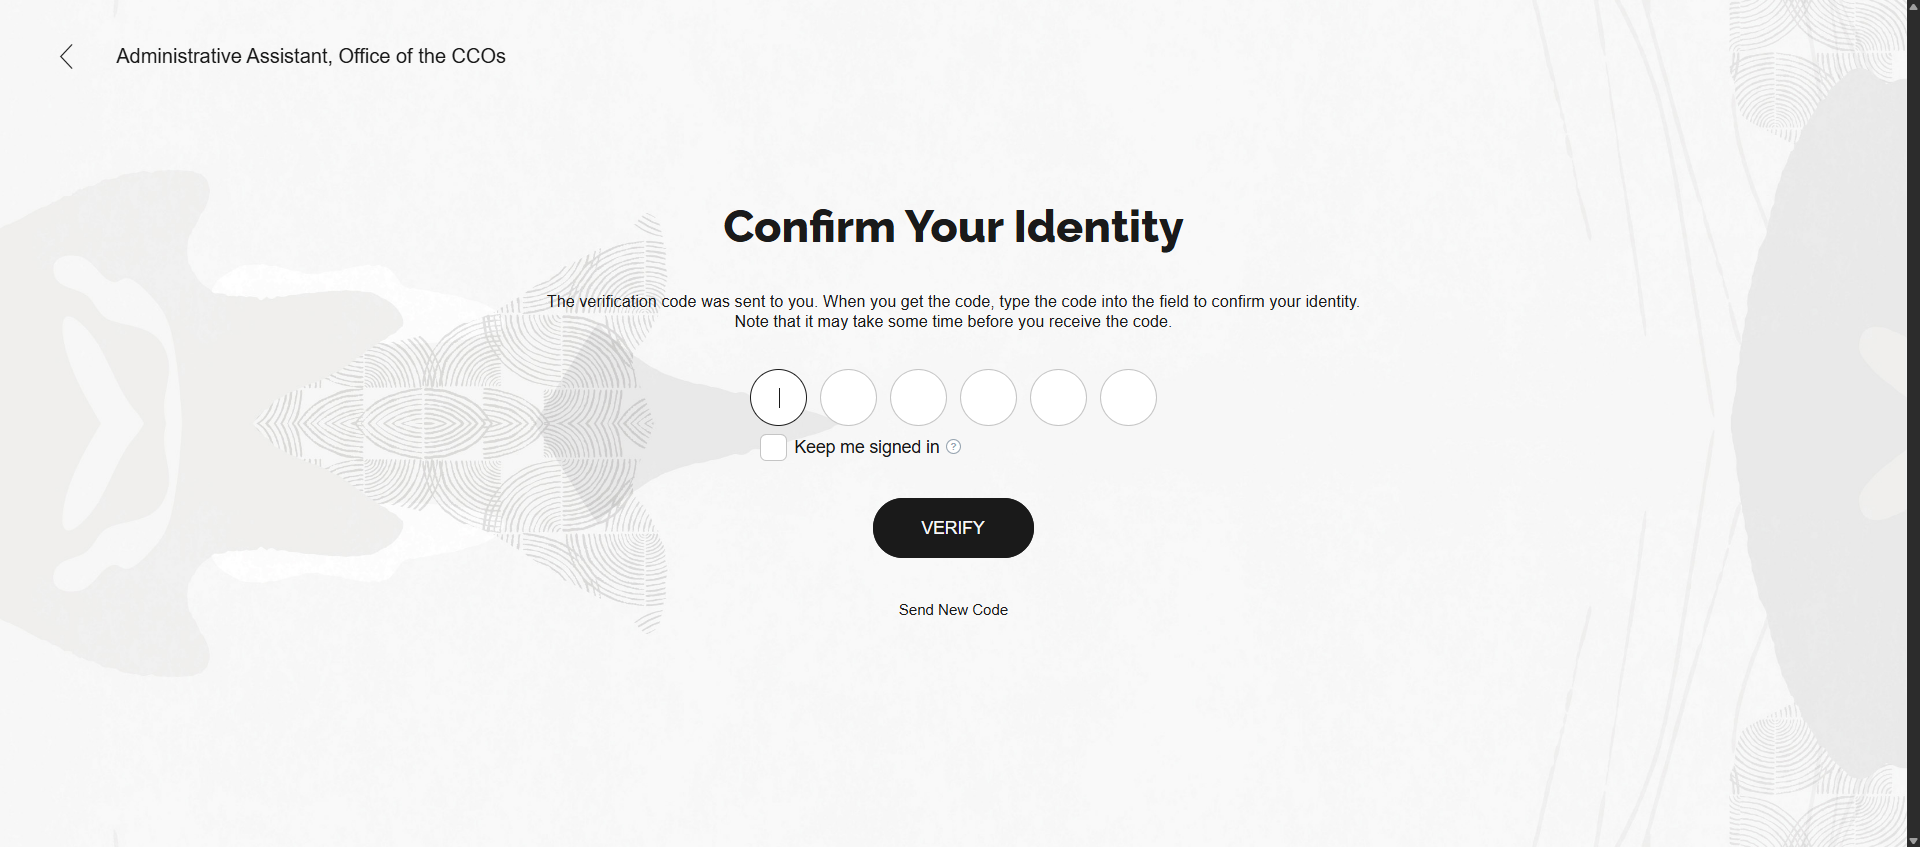 Administrative Assistant, Office of the CCOs
Confirm Your Identity
The verification code was sent to you. When you get the code, type the code into the field to confirm your identity.
Note that it may take some time before you receive the code.
Keep me signed in ?
VERIFY
Send New Code